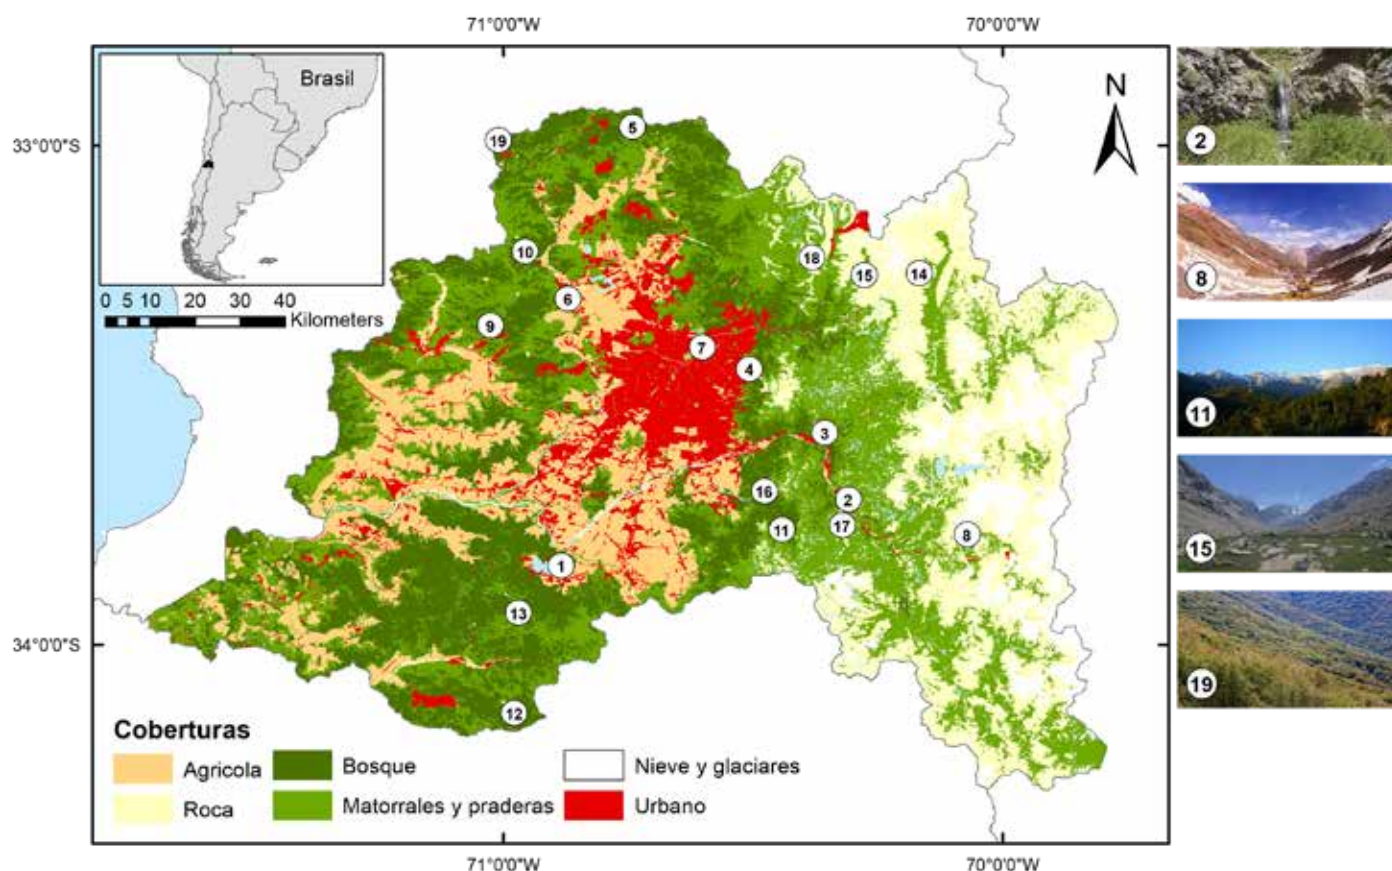 71°0'0"W
70°0'0"W
Brasil
N
33°0'0"S
34°0'0"S
0 5 10 20 30 40
Kilometers
5
19
10
18
15
14
6
9
7
4
3
16
2
11
17
8
1
13
12
Coberturas
Agricola
Bosque
Nieve y glaciares
Roca
Matorrales y praderas
Urbano
71°0'0"W
70°0'0"W
2
8
11
15
19